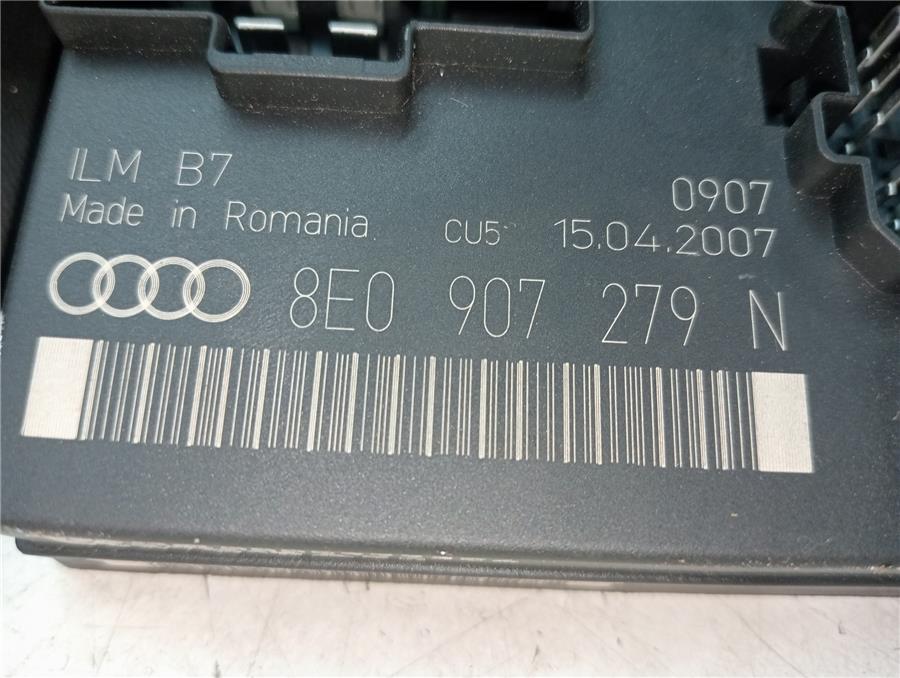 ILM B7
0907
Made in Romania. CU5 15.04.2007
8E0 907 279 N